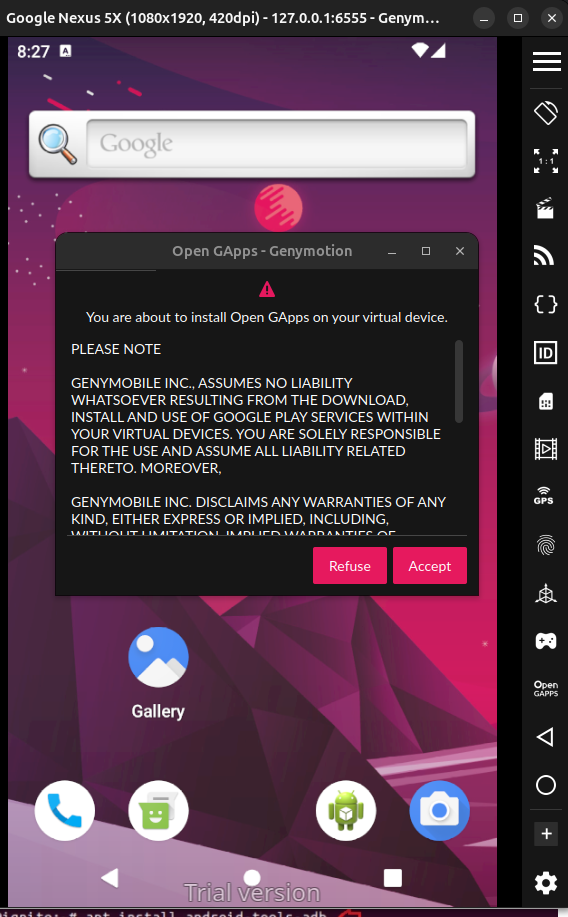 Google Nexus 5X (1080x1920, 420dpi) - 127.0.0.1:6555 - Genym...
8:27 A
Google
1 : 1
Open GApps - Genymotion
You are about to install Open GApps on your virtual device.
PLEASE NOTE
GENYMOBILE INC., ASSUMES NO LIABILITY
WHATSOEVER RESULTING FROM THE DOWNLOAD,
INSTALL AND USE OF GOOGLE PLAY SERVICES WITHIN
YOUR VIRTUAL DEVICES. YOU ARE SOLELY RESPONSIBLE
FOR THE USE AND ASSUME ALL LIABILITY RELATED
THERETO. MOREOVER,
GENYMOBILE INC. DISCLAIMS ANY WARRANTIES OF ANY
KIND, EITHER EXPRESS OR IMPLIED, INCLUDING,
WITHOUT LIMITATION, IMPLIED WARRANTIES OF
Refuse Accept
ID
GPS
Open
GAPPS
Gallery
Trial version
# apt install android-tools-adb